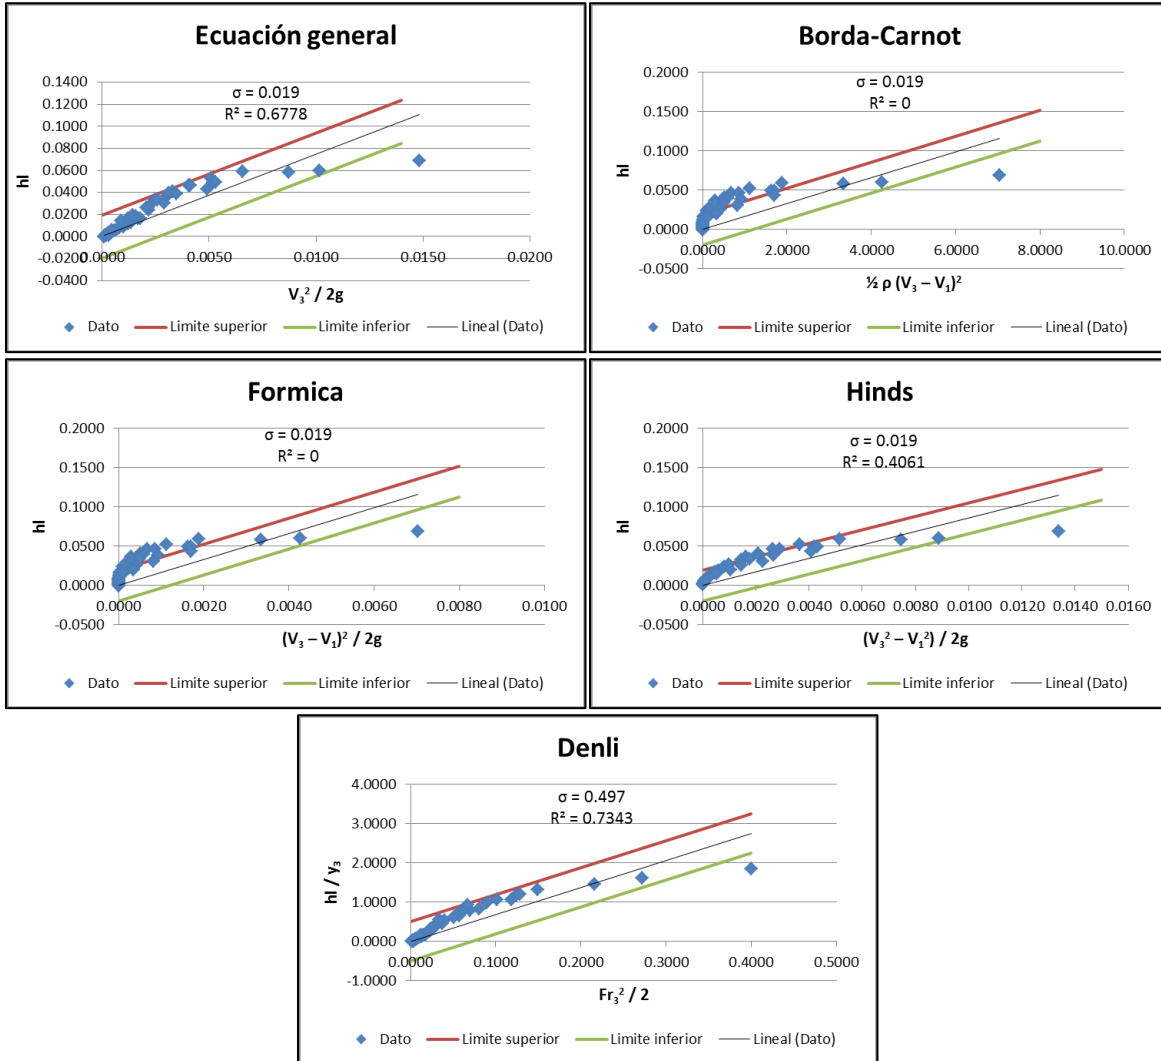 Ecuación general
σ = 0.019
R² = 0.6778
0.1400
0.1200
0.1000
0.0800
0.0600
0.0400
0.0200
0.0000
-0.0200
-0.0400
hl
0.0000 0.0050 0.0100 0.0150 0.0200
V₃² / 2g
Dato Limite superior Limite inferior Lineal (Dato)
Borda-Carnot
σ = 0.019
R² = 0
0.2000
0.1500
0.1000
0.0500
0.0000
-0.0500
hl
0.0000 2.0000 4.0000 6.0000 8.0000 10.0000
½ ρ (V₃ – V₁)²
Dato Limite superior Limite inferior Lineal (Dato)
Formica
σ = 0.019
R² = 0
0.2000
0.1500
0.1000
0.0500
0.0000
-0.0500
hl
0.0000 0.0020 0.0040 0.0060 0.0080 0.0100
(V₃ – V₁)² / 2g
Dato Limite superior Limite inferior Lineal (Dato)
Hinds
σ = 0.019
R² = 0.4061
0.2000
0.1500
0.1000
0.0500
0.0000
-0.0500
hl
0.0000 0.0020 0.0040 0.0060 0.0080 0.0100 0.0120 0.0140 0.0160
(V₃² – V₁²) / 2g
Dato Limite superior Limite inferior Lineal (Dato)
Denli
σ = 0.497
R² = 0.7343
4.0000
3.0000
2.0000
1.0000
0.0000
-1.0000
hl / y₃
0.0000 0.1000 0.2000 0.3000 0.4000 0.5000
Fr₃² / 2
Dato Limite superior Limite inferior Lineal (Dato)